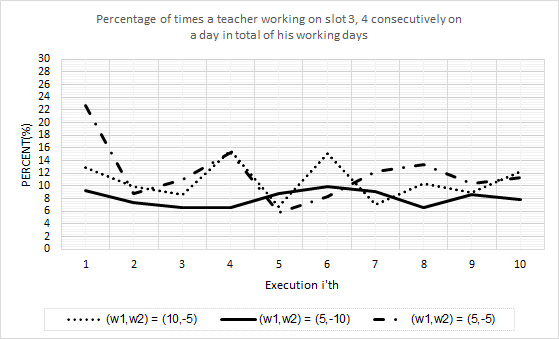 Percentage of times a teacher working on slot 3, 4 consecutively on
a day in total of his working days
PERCENT(%)
30
28
26
24
22
20
18
16
14
12
10
8
6
4
2
0
1 2 3 4 5 6 7 8 9 10
Execution i'th
(w1,w2) = (10,-5) (w1,w2) = (5,-10) (w1,w2) = (5,-5)